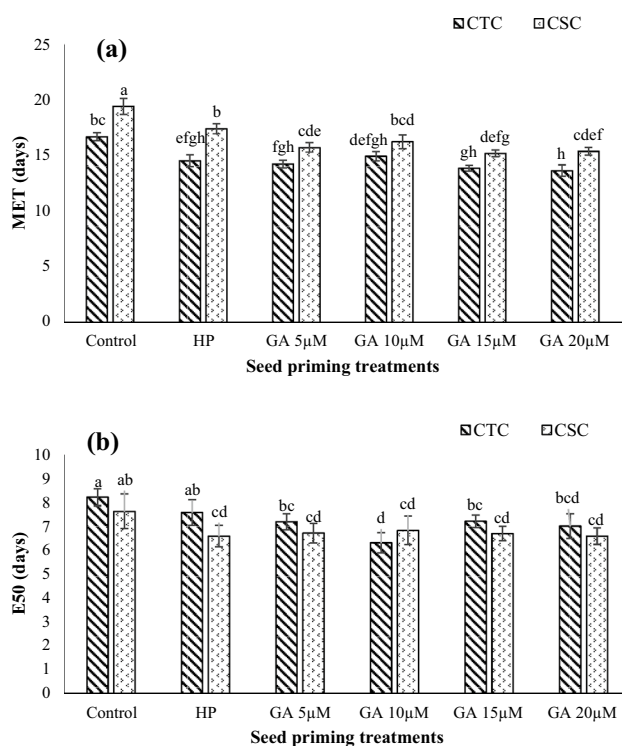 CTC CSC
(a)
25
20
15
10
5
0
MET (days)
bc a efgh b fgh cde defgh bcd gh defg h cdef
Control HP GA 5µM GA 10µM GA 15µM GA 20µM
Seed priming treatments
CTC CSC
(b)
10
9
8
7
6
5
4
3
2
1
0
E50 (days)
a ab ab cd bc cd d cd bc cd bcd cd
Control HP GA 5µM GA 10µM GA 15µM GA 20µM
Seed priming treatments